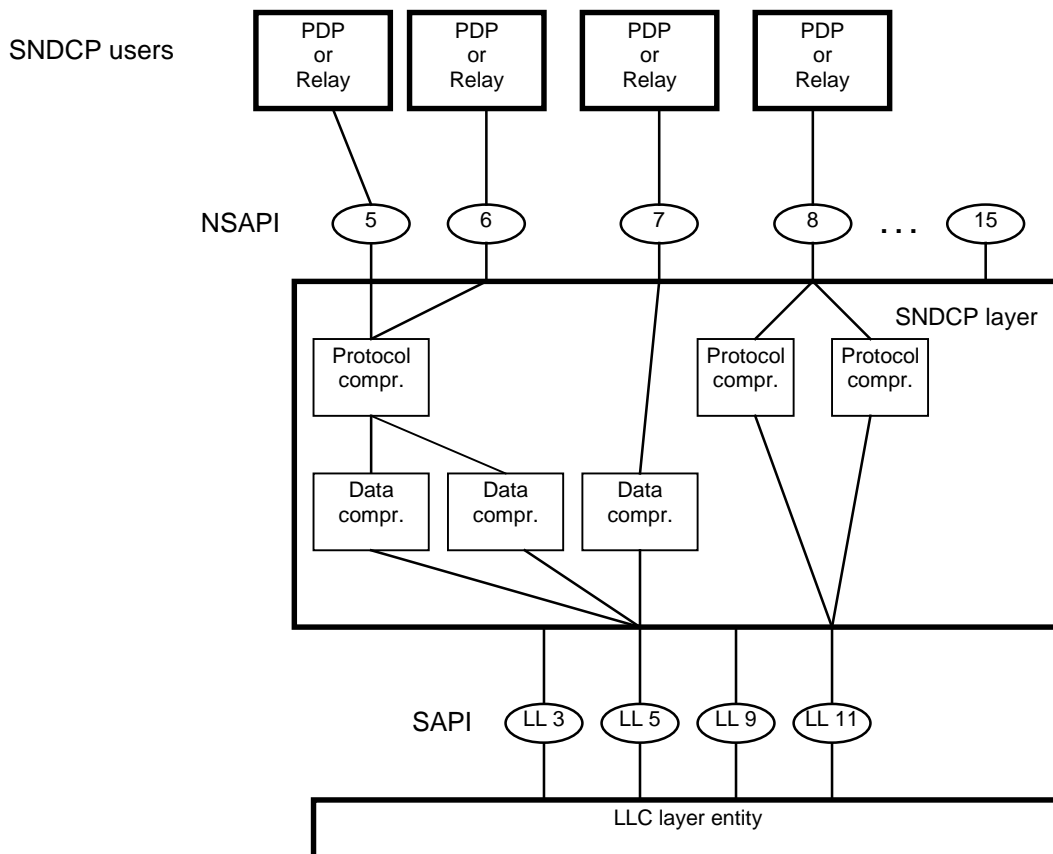 SNDCP users
PDP
or
Relay
PDP
or
Relay
PDP
or
Relay
PDP
or
Relay
NSAPI
5
6
7
8
. . .
15
SNDCP layer
Protocol
compr.
Protocol
compr.
Protocol
compr.
Data
compr.
Data
compr.
Data
compr.
SAPI
LL 3
LL 5
LL 9
LL 11
LLC layer entity